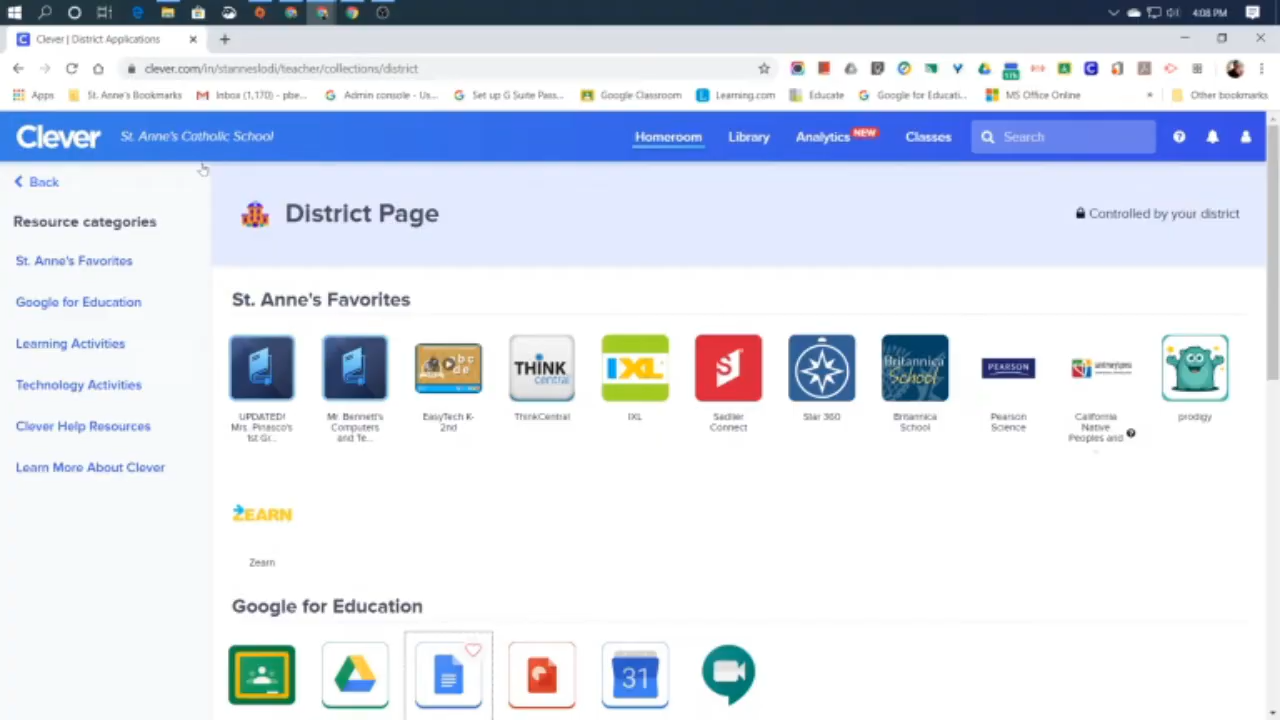 4:08 PM
Clever | District Applications
clever.com/in/stanneslodi/teacher/collections/district
Apps St. Anne's Bookmarks Inbox (1,170) - pbe... Admin console - Us... Set up G Suite Pass... Google Classroom Learning.com Educate Google for Educati... MS Office Online » Other bookmarks
Clever St. Anne's Catholic School Homeroom Library Analytics NEW Classes Search
Back
District Page
Controlled by your district
Resource categories
St. Anne's Favorites
Google for Education
Learning Activities
Technology Activities
Clever Help Resources
Learn More About Clever
St. Anne's Favorites
THINK central
IXL
Britannica School
PEARSON
UPDATED! Mrs. Pinasco's 1st Gr...
Mr. Bennett's Computers and Te...
EasyTech K-2nd
ThinkCentral
IXL
Sadlier Connect
Star 360
Britannica School
Pearson Science
California Native Peoples and
prodigy
ZEARN
Zearn
Google for Education
31